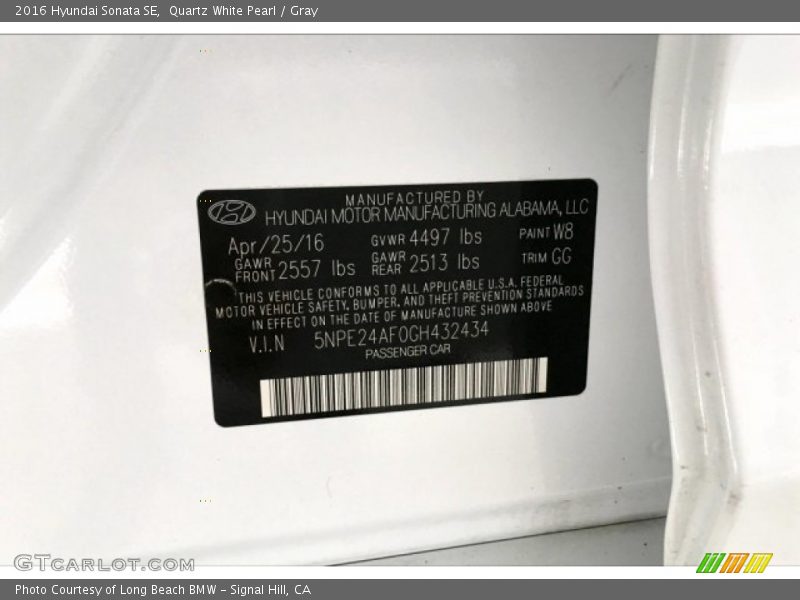 2016 Hyundai Sonata SE,  Quartz White Pearl / Gray
MANUFACTURED BY
HYUNDAI MOTOR MANUFACTURING ALABAMA, LLC
Apr/25/16 GVWR 4497 lbs PAINT W8
GAWR FRONT 2557 lbs GAWR REAR 2513 lbs TRIM GG
THIS VEHICLE CONFORMS TO ALL APPLICABLE U.S.A. FEDERAL
MOTOR VEHICLE SAFETY, BUMPER, AND THEFT PREVENTION STANDARDS
IN EFFECT ON THE DATE OF MANUFACTURE SHOWN ABOVE
V.I.N 5NPE24AF0GH432434
PASSENGER CAR
GTCARLOT.COM
Photo Courtesy of Long Beach BMW - Signal Hill, CA